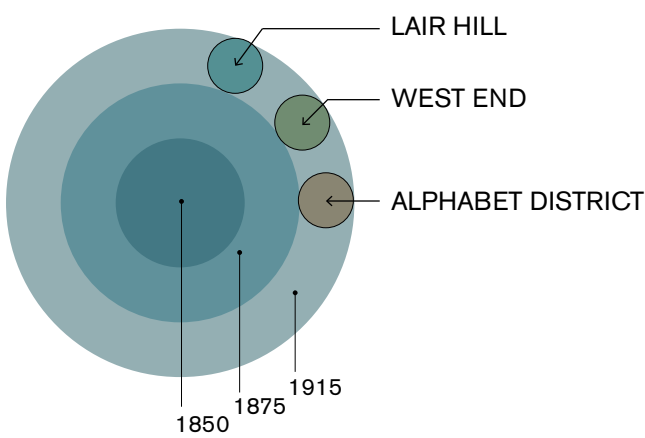 LAIR HILL
WEST END
ALPHABET DISTRICT
1915
1875
1850